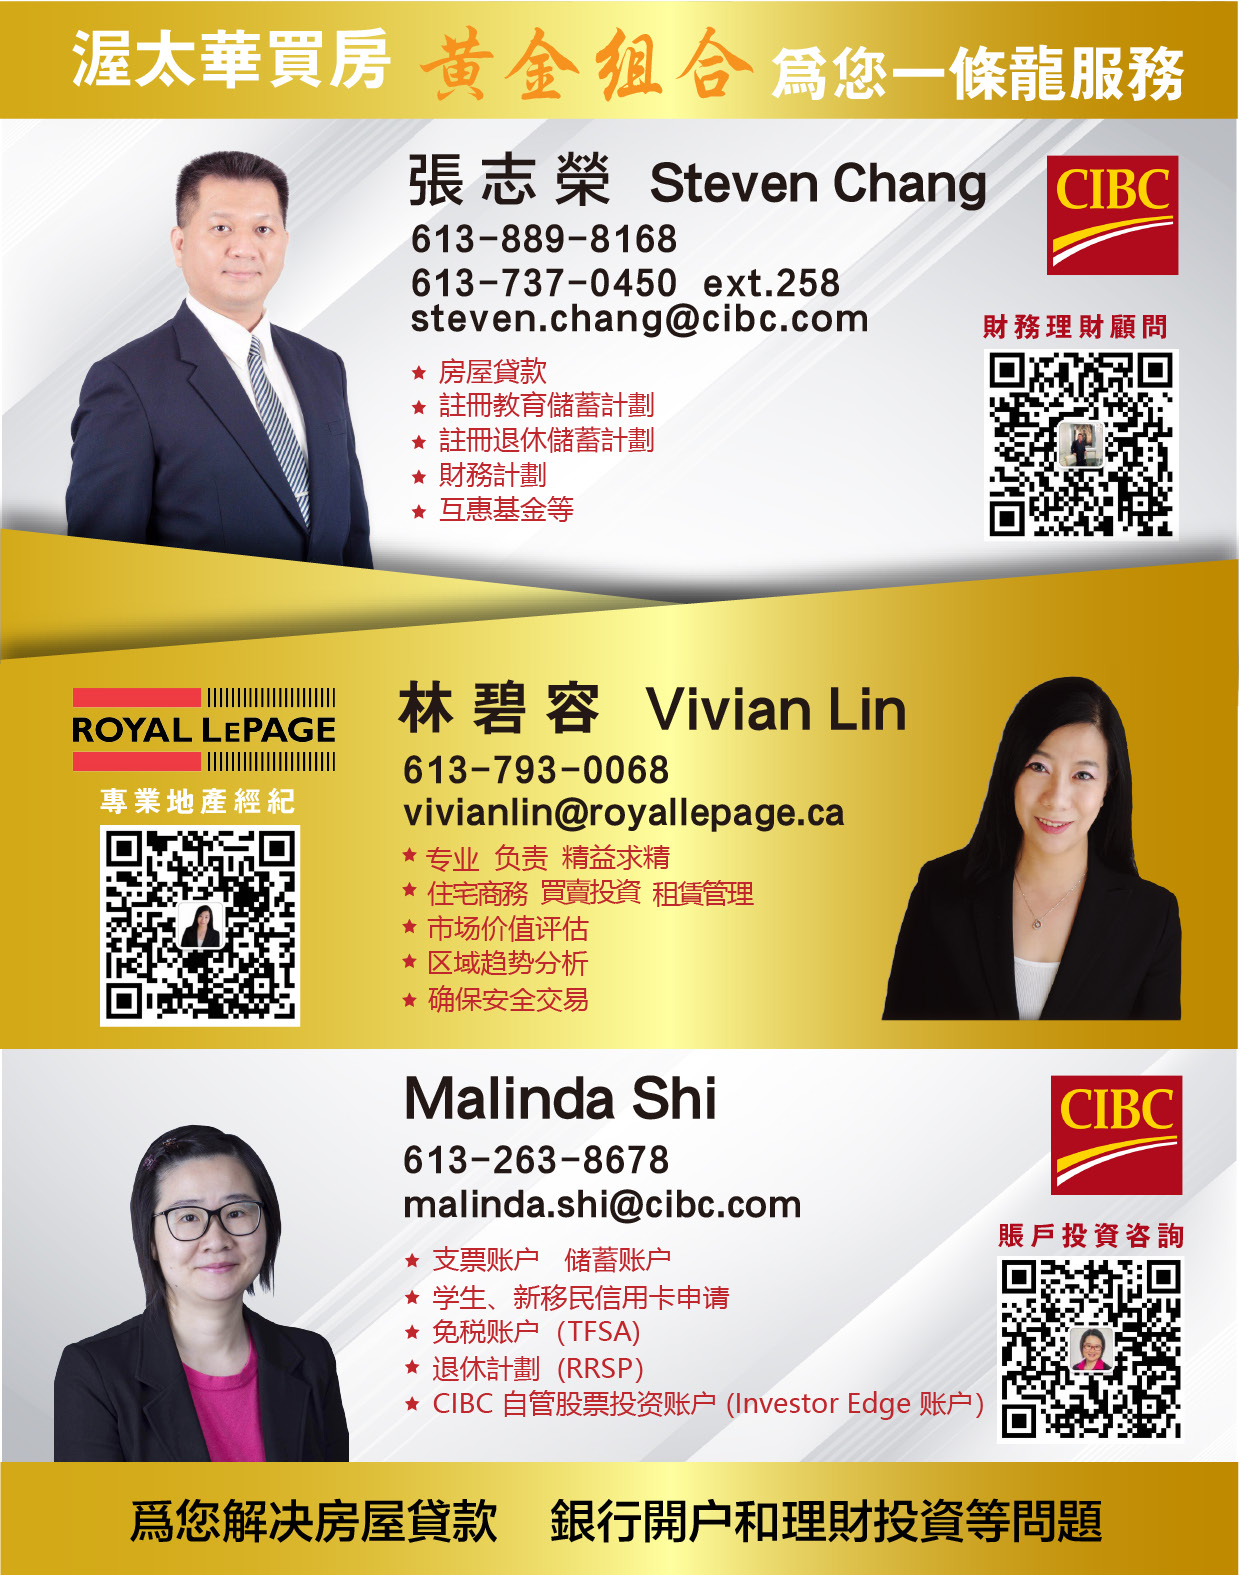 渥太華買房 黄金组合 爲您一條龍服務
張志榮 Steven Chang
CIBC
613-889-8168
613-737-0450 ext.258
steven.chang@cibc.com
財務理財顧問
房屋貸款
註冊教育儲蓄計劃
註冊退休儲蓄計劃
財務計劃
互惠基金等
ROYAL LEPAGE
專業地產經紀
林碧容 Vivian Lin
613-793-0068
vivianlin@royallepage.ca
专业 负责 精益求精
住宅商務 買賣投資 租賃管理
市场价值评估
区域趋势分析
确保安全交易
Malinda Shi
CIBC
613-263-8678
malinda.shi@cibc.com
賬戶投資咨詢
支票账户 储蓄账户
学生、新移民信用卡申请
免税账户 (TFSA)
退休計劃 (RRSP)
CIBC 自管股票投资账户 (Investor Edge 账户)
爲您解决房屋貸款 銀行開户和理財投資等問題